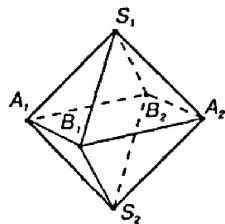 S₁
A₁ B₁ B₂ A₂
S₂